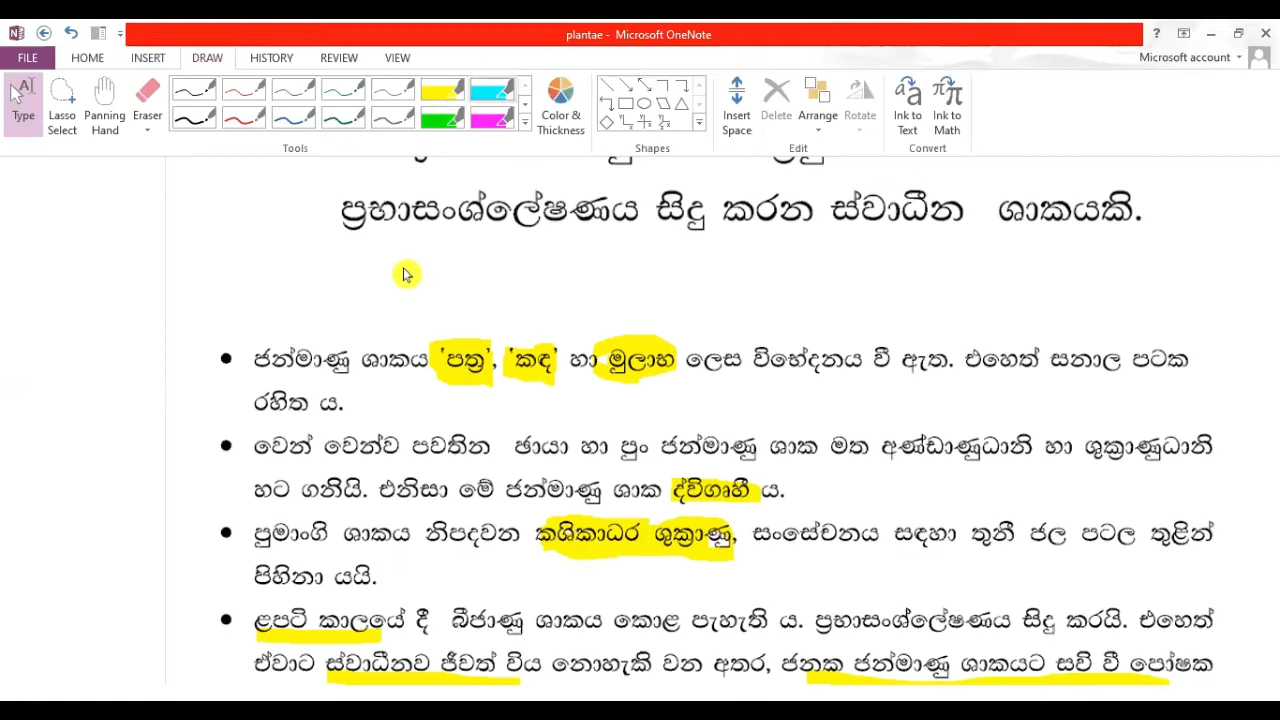 plantae - Microsoft OneNote
?
FILE HOME INSERT DRAW HISTORY REVIEW VIEW
Microsoft account
Type Lasso Select Panning Hand Eraser Color & Thickness Insert Space Delete Arrange Rotate Ink to Text Ink to Math
Tools Shapes Edit Convert
ප්‍රභාසංශ්ලේෂණය සිදු කරන ස්වාධීන ශාකයකි.
• ජන්මාණු ශාකය 'පත්‍ර', 'කඳ' හා මුලාභ ලෙස විභේදනය වී ඇත. එහෙත් සනාල පටක
රහිත ය.
• වෙන් වෙන්ව පවතින ඡායා හා පුං ජන්මාණු ශාක මත අණ්ඩාණුධානි හා ශුක්‍රාණුධානි
හට ගනියි. එනිසා මේ ජන්මාණු ශාක ද්විගෘහී ය.
• පුමාංගි ශාකය නිපදවන කශිකාධර ශුක්‍රාණු, සංසේචනය සඳහා තුනී ජල පටල තුළින්
පිහිනා යයි.
• ළපටි කාලයේ දී බීජාණු ශාකය කොළ පැහැති ය. ප්‍රභාසංශ්ලේෂණය සිදු කරයි. එහෙත්
ඒවාට ස්වාධීනව ජීවත් විය නොහැකි වන අතර, ජනක ජන්මාණු ශාකයට සවි වී පෝෂක